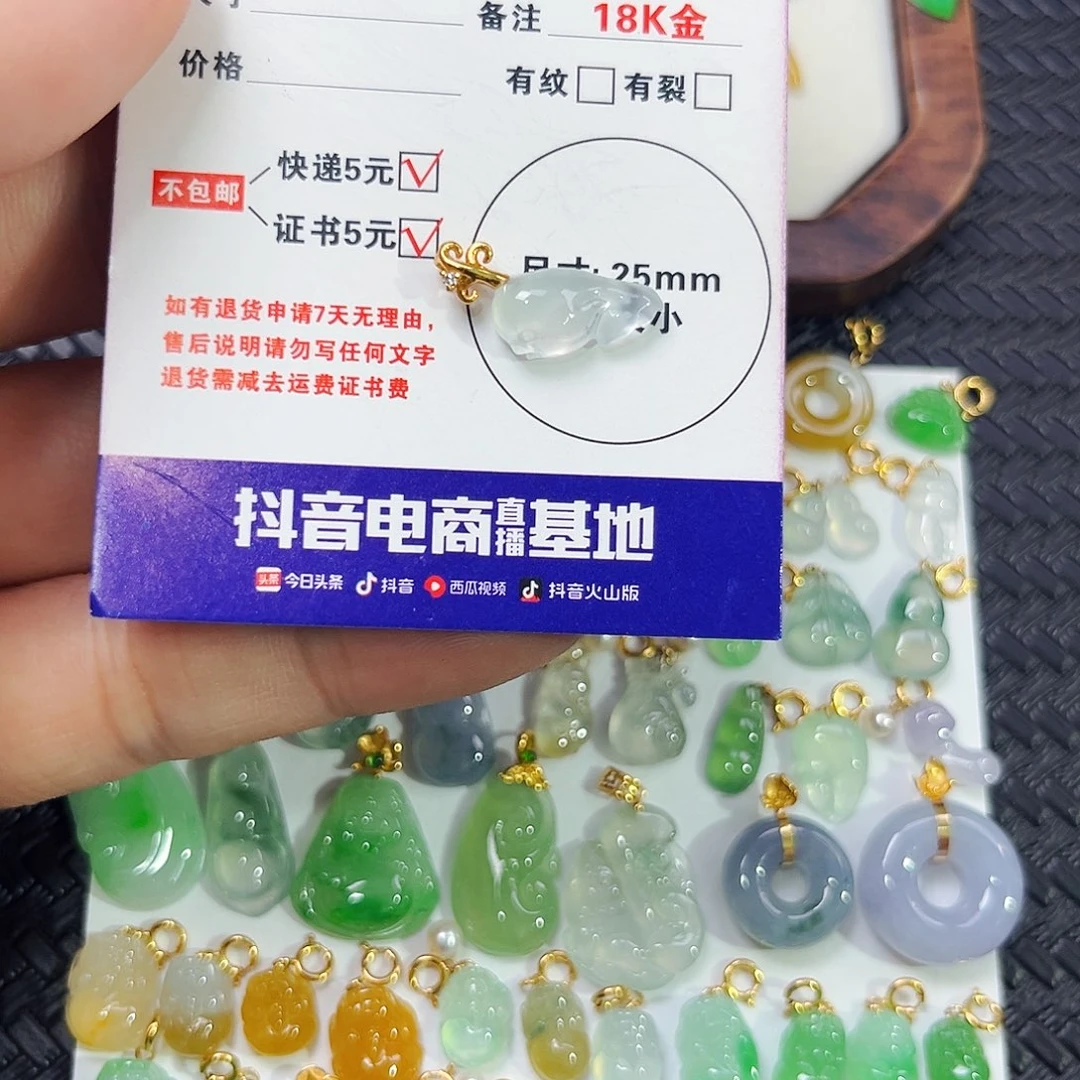 备注 18K金
价格 有纹 有裂
不包邮
快递5元
证书5元
25mm
小
如有退货申请7天无理由，
售后说明请勿写任何文字
退货需减去运费证书费
抖音电商直播基地
头条 今日头条 抖音 西瓜视频 抖音火山版